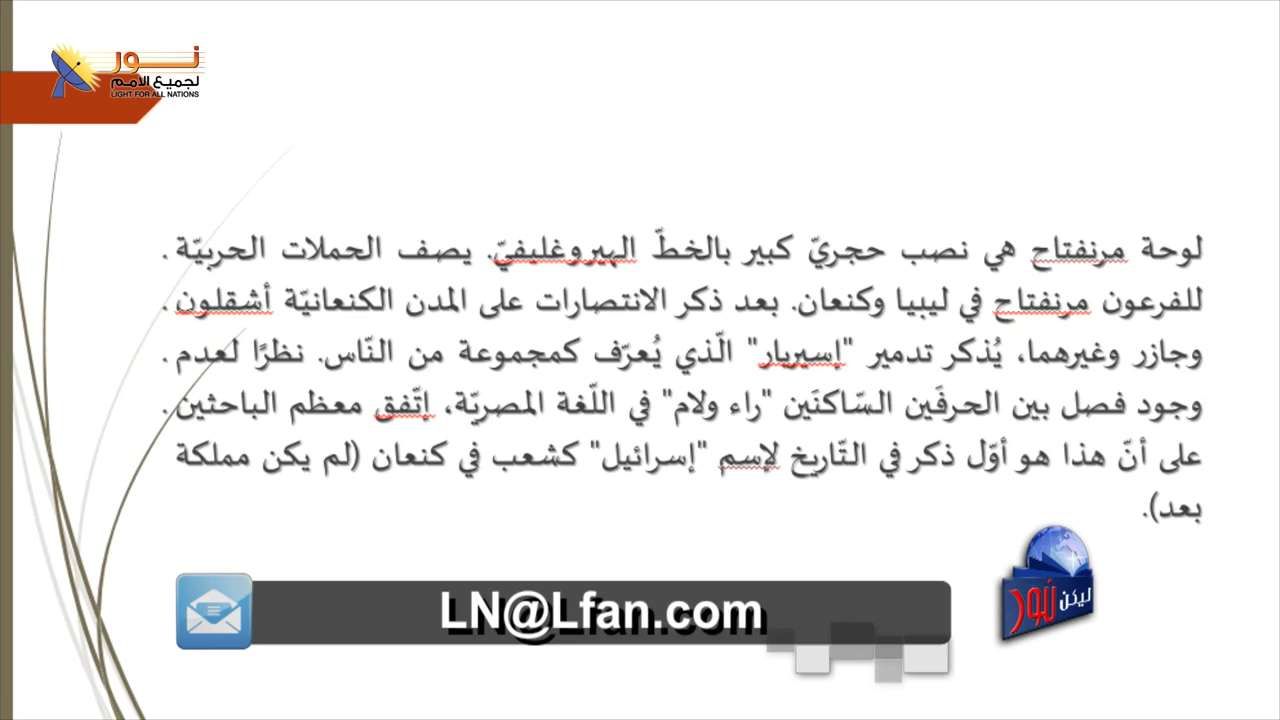 نور
لجميع الأمم
LIGHT FOR ALL NATIONS
لوحة مرنفتاح هي نصب حجريّ كبير بالخطّ الهيروغليفيّ. يصف الحملات الحربيّة .
للفرعون مرنفتاح في ليبيا وكنعان. بعد ذكر الانتصارات على المدن الكنعانيّة أشقلون .
وجازر وغيرهما، يُذكر تدمير "إسيريار" الّذي يُعرّف كمجموعة من النّاس. نظرًا لعدم .
وجود فصل بين الحرفَين السّاكنَين "راء ولام" في اللّغة المصريّة، إتّفق معظم الباحثين .
على أنّ هذا هو أوّل ذكر في التّاريخ لإسم "إسرائيل" كشعب في كنعان (لم يكن مملكة
بعد).
ليكن نور
LN@Lfan.com